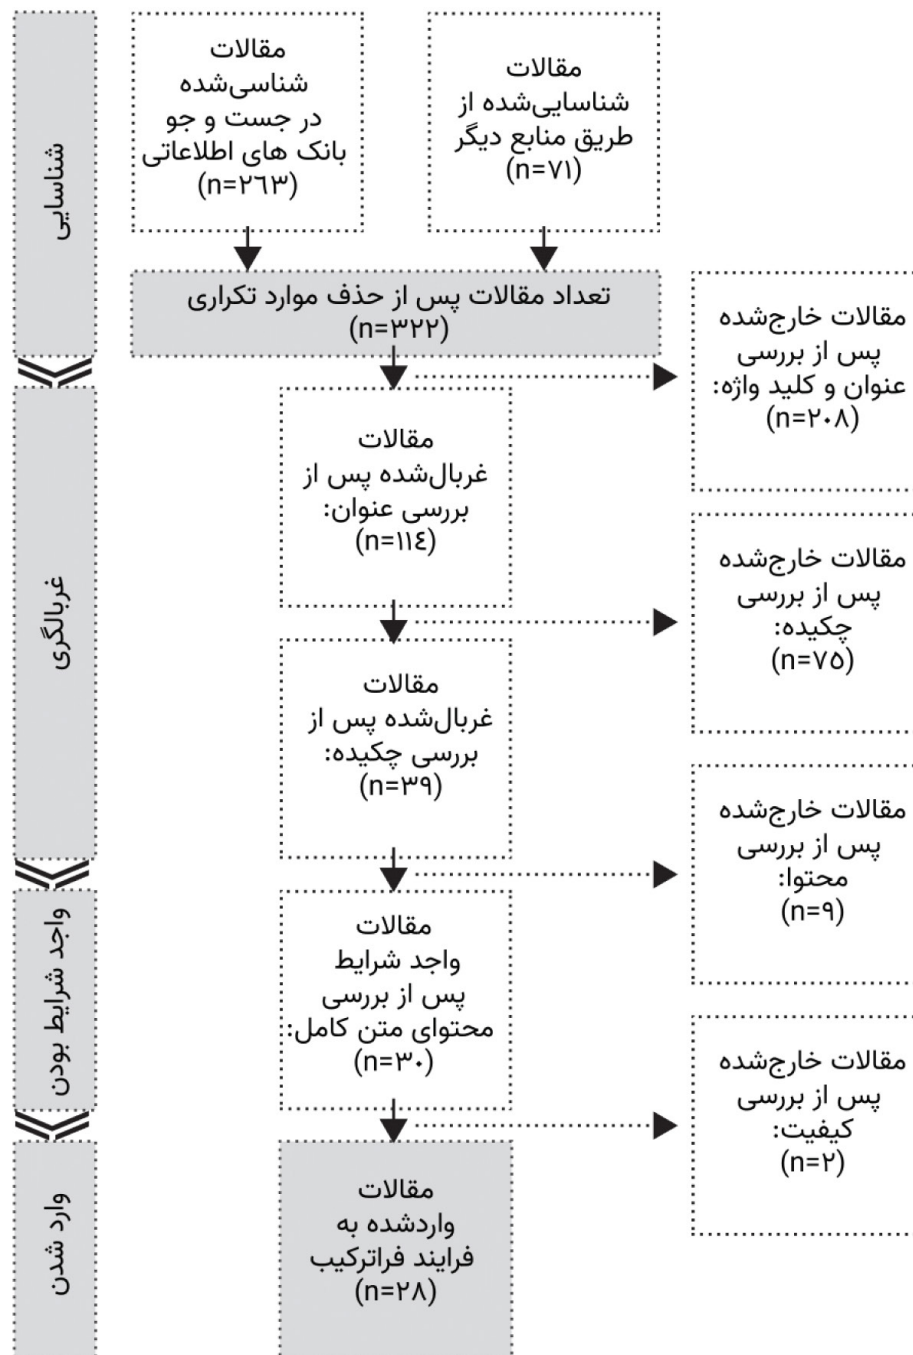 شناسایی
مقالات
شناسایی‌شده از
طریق منابع دیگر
(n=۷۱)
مقالات
شناسی‌شده
در جست و جو
بانک های اطلاعاتی
(n=۲٦۳)
تعداد مقالات پس از حذف موارد تکراری
(n=۳۲۲)
مقالات خارج‌شده
پس از بررسی
عنوان و کلید واژه:
(n=۲۰۸)
غربالگری
مقالات
غربال‌شده پس از
بررسی عنوان:
(n=۱۱٤)
مقالات خارج‌شده
پس از بررسی
چکیده:
(n=۷٥)
مقالات
غربال‌شده پس از
بررسی چکیده:
(n=۳۹)
مقالات خارج‌شده
پس از بررسی
محتوا:
(n=۹)
واجد شرایط بودن
مقالات
واجد شرایط
پس از بررسی
محتوای متن کامل:
(n=۳۰)
مقالات خارج‌شده
پس از بررسی
کیفیت:
(n=۲)
وارد شدن
مقالات
واردشده به
فرایند فراترکیب
(n=۲۸)